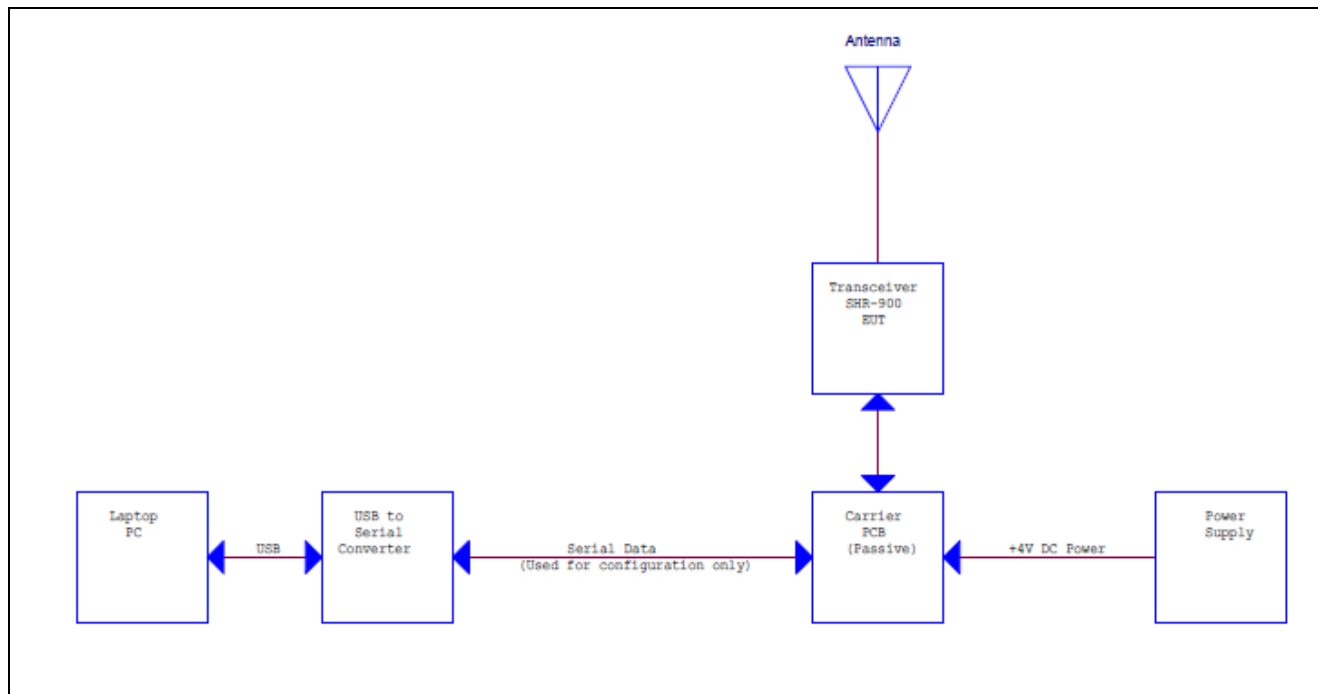 Antenna
Transceiver
SHR-900
EUT
Laptop
PC
USB
USB to
Serial
Converter
Serial Data
(Used for configuration only)
Carrier
PCB
(Passive)
+4V DC Power
Power
Supply